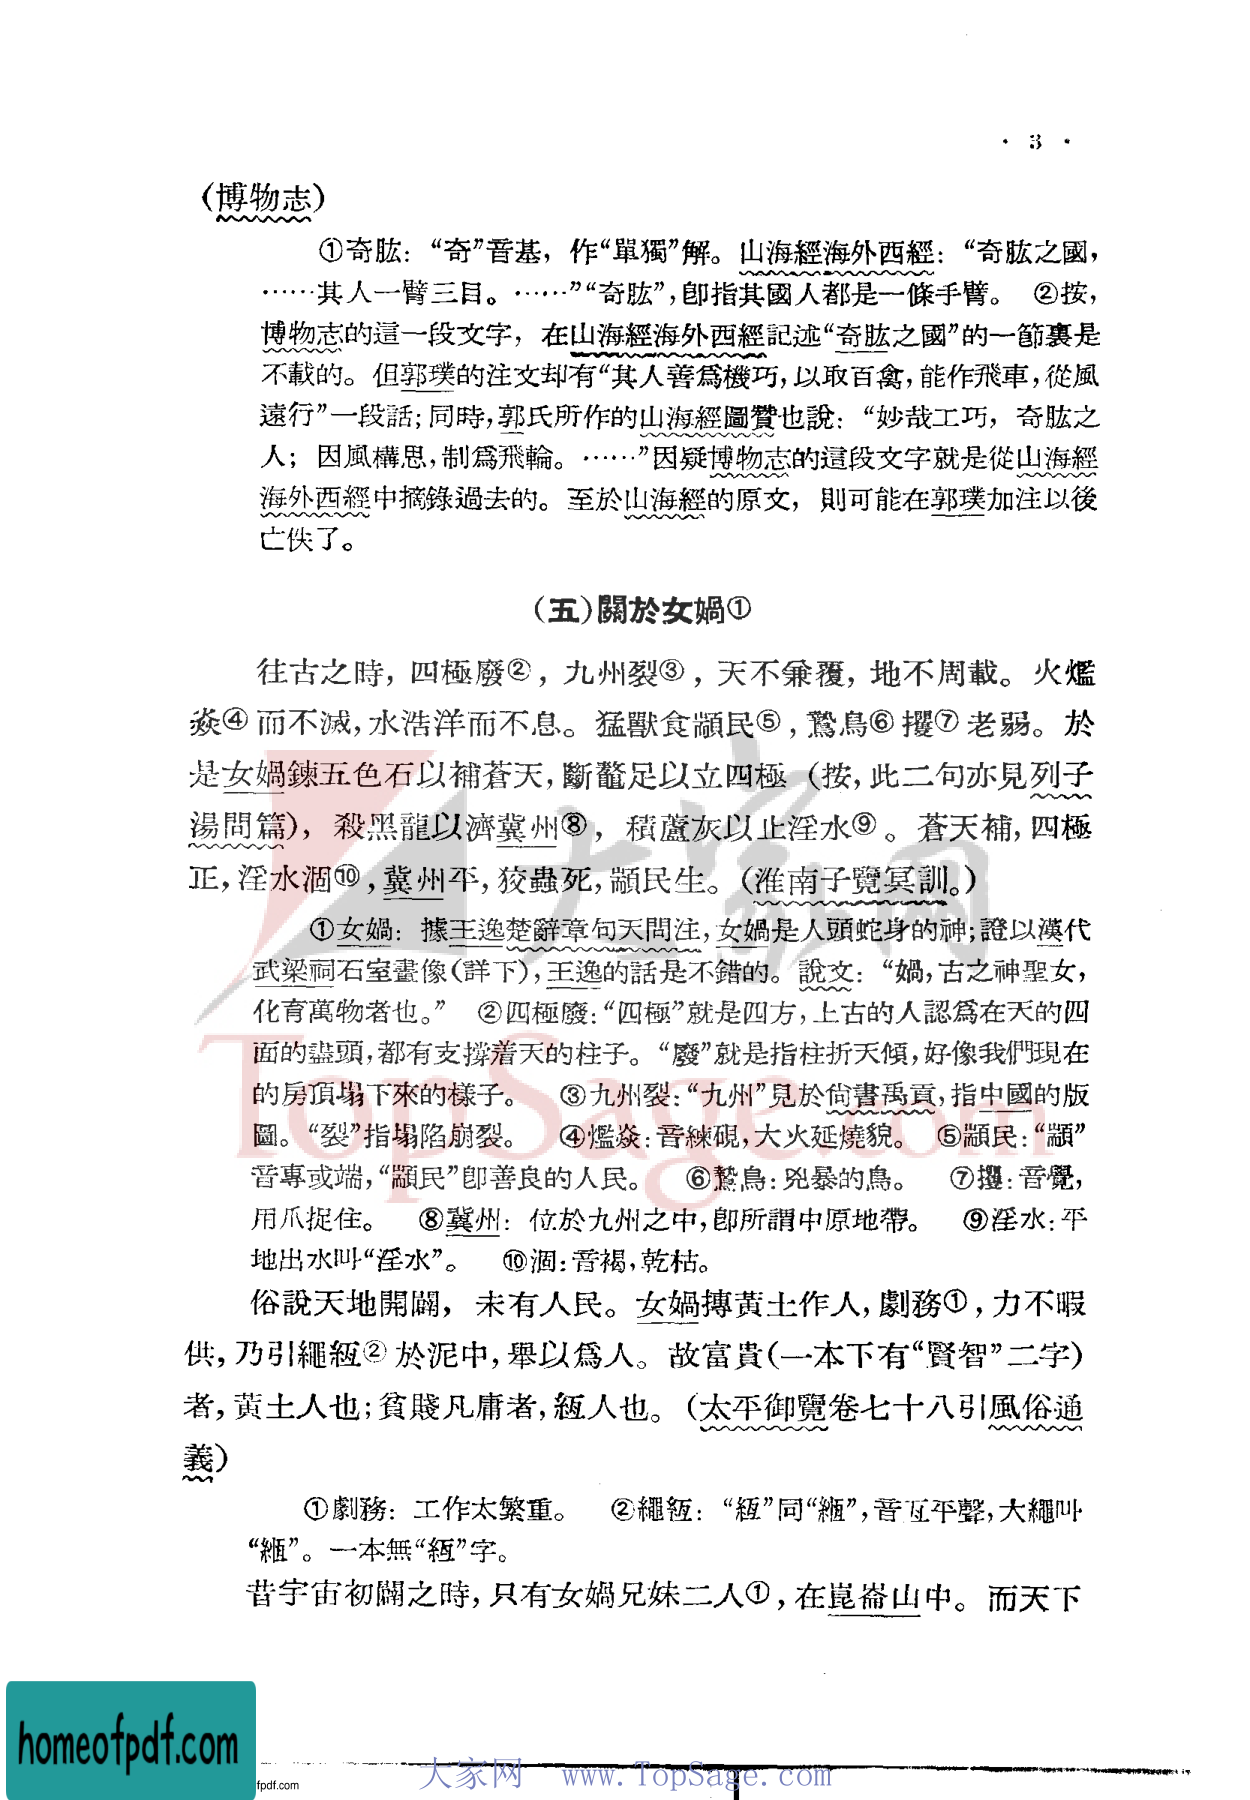 · 3 ·
（博物志）
①奇肱：“奇”音基，作“單獨”解。山海經海外西經：“奇肱之國，
……其人一臂三目。……”“奇肱”，卽指其國人都是一條手臂。　②按，
博物志的這一段文字，在山海經海外西經記述“奇肱之國”的一節裏是
不載的。但郭璞的注文却有“其人善爲機巧，以取百禽，能作飛車，從風
遠行”一段話；同時，郭氏所作的山海經圖贊也說：“妙哉工巧，奇肱之
人；因風構思，制爲飛輪。……”因疑博物志的這段文字就是從山海經
海外西經中摘錄過去的。至於山海經的原文，則可能在郭璞加注以後
亡佚了。
（五）關於女媧①
往古之時，四極廢②，九州裂③，天不兼覆，地不周載。火爁
焱④而不滅，水浩洋而不息。猛獸食顓民⑤，鷙鳥⑥攫⑦老弱。於
是女媧鍊五色石以補蒼天，斷鼇足以立四極（按，此二句亦見列子
湯問篇），殺黑龍以濟冀州⑧，積蘆灰以止淫水⑨。蒼天補，四極
正，淫水涸⑩，冀州平，狡蟲死，顓民生。（淮南子覽冥訓。）
①女媧：據王逸楚辭章句天問注，女媧是人頭蛇身的神；證以漢代
武梁祠石室畫像（詳下），王逸的話是不錯的。說文：“媧，古之神聖女，
化育萬物者也。”　②四極廢：“四極”就是四方，上古的人認爲在天的四
面的盡頭，都有支撐着天的柱子。“廢”就是指柱折天傾，好像我們現在
的房頂塌下來的樣子。　③九州裂：“九州”見於尙書禹貢，指中國的版
圖。“裂”指塌陷崩裂。　④爁焱：音練硯，大火延燒貌。　⑤顓民：“顓”
音專或端，“顓民”卽善良的人民。　⑥鷙鳥：兇暴的鳥。　⑦攫：音覺，
用爪捉住。　⑧冀州：位於九州之中，卽所謂中原地帶。　⑨淫水：平
地出水叫“淫水”。　⑩涸：音褐，乾枯。
俗說天地開闢，未有人民。女媧摶黃土作人，劇務①，力不暇
供，乃引繩絚②於泥中，舉以爲人。故富貴（一本下有“賢智”二字）
者，黃土人也；貧賤凡庸者，絚人也。（太平御覽卷七十八引風俗通
義）
①劇務：工作太繁重。　②繩絚：“絚”同“緪”，音亙平聲，大繩叫
“緪”。一本無“絚”字。
昔宇宙初闢之時，只有女媧兄妹二人①，在崑崙山中。而天下
大家网
TopSage.com
homeofpdf.com
fpdf.com
大家网 www.TopSage.com